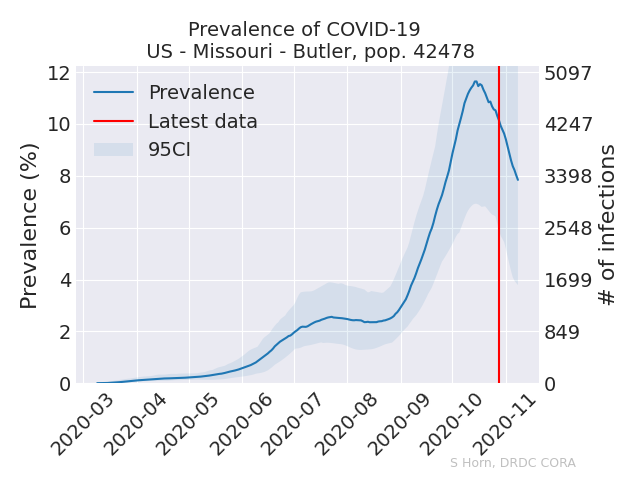 Prevalence of COVID-19
US - Missouri - Butler, pop. 42478
Prevalence (%)
12
10
8
6
4
2
0
Prevalence
Latest data
95CI
5097
4247
3398
2548
1699
849
0
# of infections
2020-03
2020-04
2020-05
2020-06
2020-07
2020-08
2020-09
2020-10
2020-11
S Horn, DRDC CORA